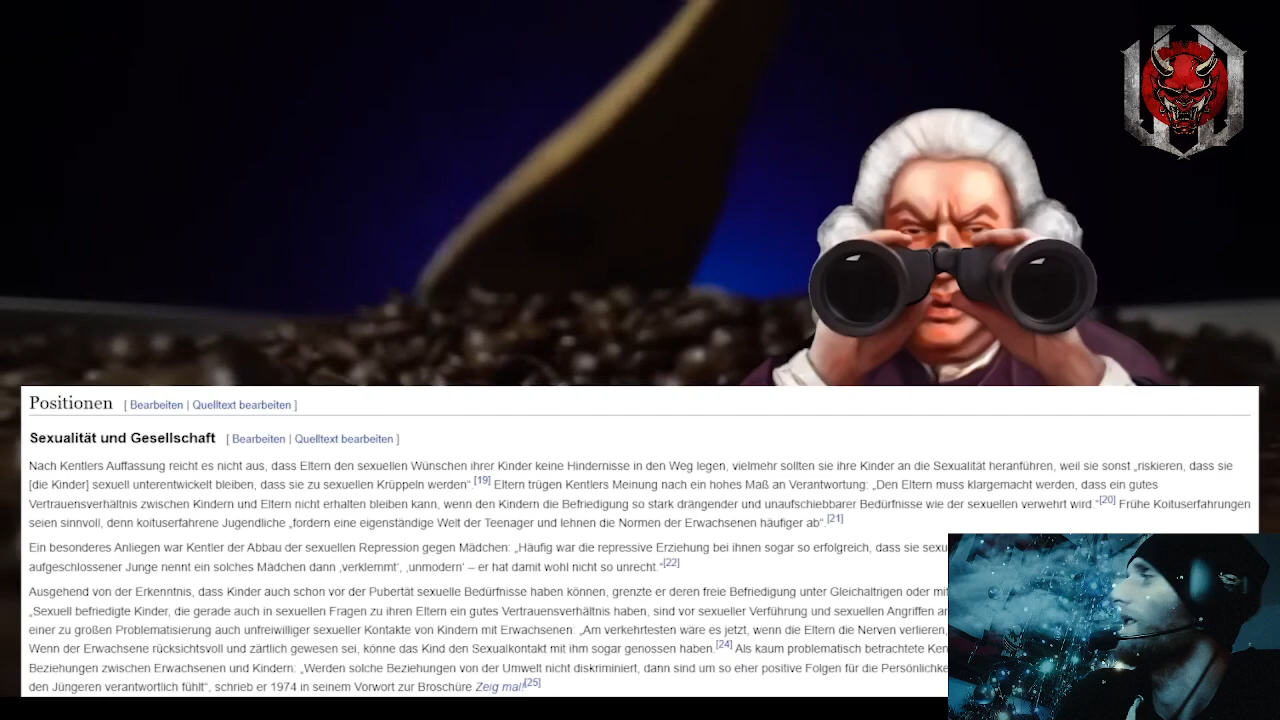 Positionen [ Bearbeiten | Quelltext bearbeiten ]
Sexualität und Gesellschaft [ Bearbeiten | Quelltext bearbeiten ]
Nach Kentlers Auffassung reicht es nicht aus, dass Eltern den sexuellen Wünschen ihrer Kinder keine Hindernisse in den Weg legen, vielmehr sollten sie ihre Kinder an die Sexualität heranführen, weil sie sonst „riskieren, dass sie
[die Kinder] sexuell unterentwickelt bleiben, dass sie zu sexuellen Krüppeln werden“.[19] Eltern trügen Kentlers Meinung nach ein hohes Maß an Verantwortung: „Den Eltern muss klargemacht werden, dass ein gutes
Vertrauensverhältnis zwischen Kindern und Eltern nicht erhalten bleiben kann, wenn den Kindern die Befriedigung so stark drängender und unaufschiebbarer Bedürfnisse wie der sexuellen verwehrt wird.“[20] Frühe Koituserfahrungen
seien sinnvoll, denn koituserfahrene Jugendliche „fordern eine eigenständige Welt der Teenager und lehnen die Normen der Erwachsenen häufiger ab“.[21]
Ein besonderes Anliegen war Kentler der Abbau der sexuellen Repression gegen Mädchen: „Häufig war die repressive Erziehung bei ihnen sogar so erfolgreich, dass sie sexu
aufgeschlossener Junge nennt ein solches Mädchen dann ‚verklemmt‘, ‚unmodern‘ – er hat damit wohl nicht so unrecht.“[22]
Ausgehend von der Erkenntnis, dass Kinder auch schon vor der Pubertät sexuelle Bedürfnisse haben können, grenzte er deren freie Befriedigung unter Gleichaltrigen oder mit
„Sexuell befriedigte Kinder, die gerade auch in sexuellen Fragen zu ihren Eltern ein gutes Vertrauensverhältnis haben, sind vor sexueller Verführung und sexuellen Angriffen
einer zu großen Problematisierung auch unfreiwilliger sexueller Kontakte von Kindern mit Erwachsenen: „Am verkehrtesten wäre es jetzt, wenn die Eltern die Nerven verlieren,
Wenn der Erwachsene rücksichtsvoll und zärtlich gewesen sei, könne das Kind den Sexualkontakt mit ihm sogar genossen haben.[24] Als kaum problematisch betrachtete Ken
Beziehungen zwischen Erwachsenen und Kindern: „Werden solche Beziehungen von der Umwelt nicht diskriminiert, dann sind um so eher positive Folgen für die Persönlichke
den Jüngeren verantwortlich fühlt“, schrieb er 1974 in seinem Vorwort zur Broschüre Zeig mal![25]